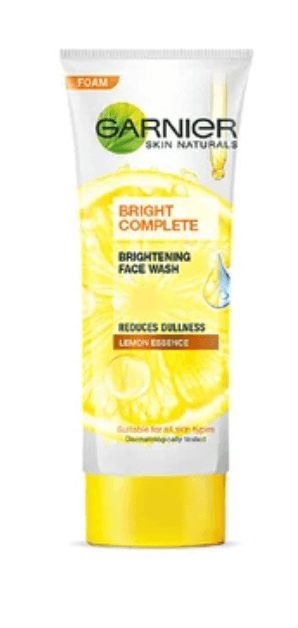 FOAM
GARNIER
SKIN NATURALS
BRIGHT
COMPLETE
BRIGHTENING
FACE WASH
REDUCES DULLNESS
LEMON ESSENCE
Suitable for all skin types
Dermatologically tested